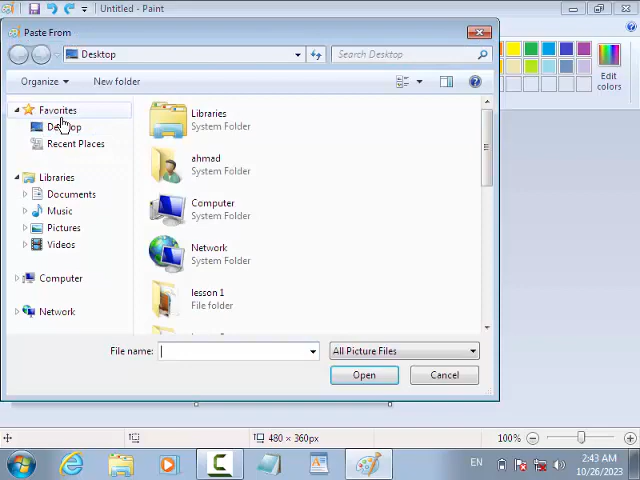 Untitled - Paint
Paste From
Desktop
Search Desktop
Organize
New folder
Edit
colors
Favorites
Desktop
Recent Places
Libraries
Documents
Music
Pictures
Videos
Computer
Network
Libraries
System Folder
ahmad
System Folder
Computer
System Folder
Network
System Folder
lesson 1
File folder
File name:
All Picture Files
Open
Cancel
480 × 360px
100%
EN
2:43 AM
10/26/2023